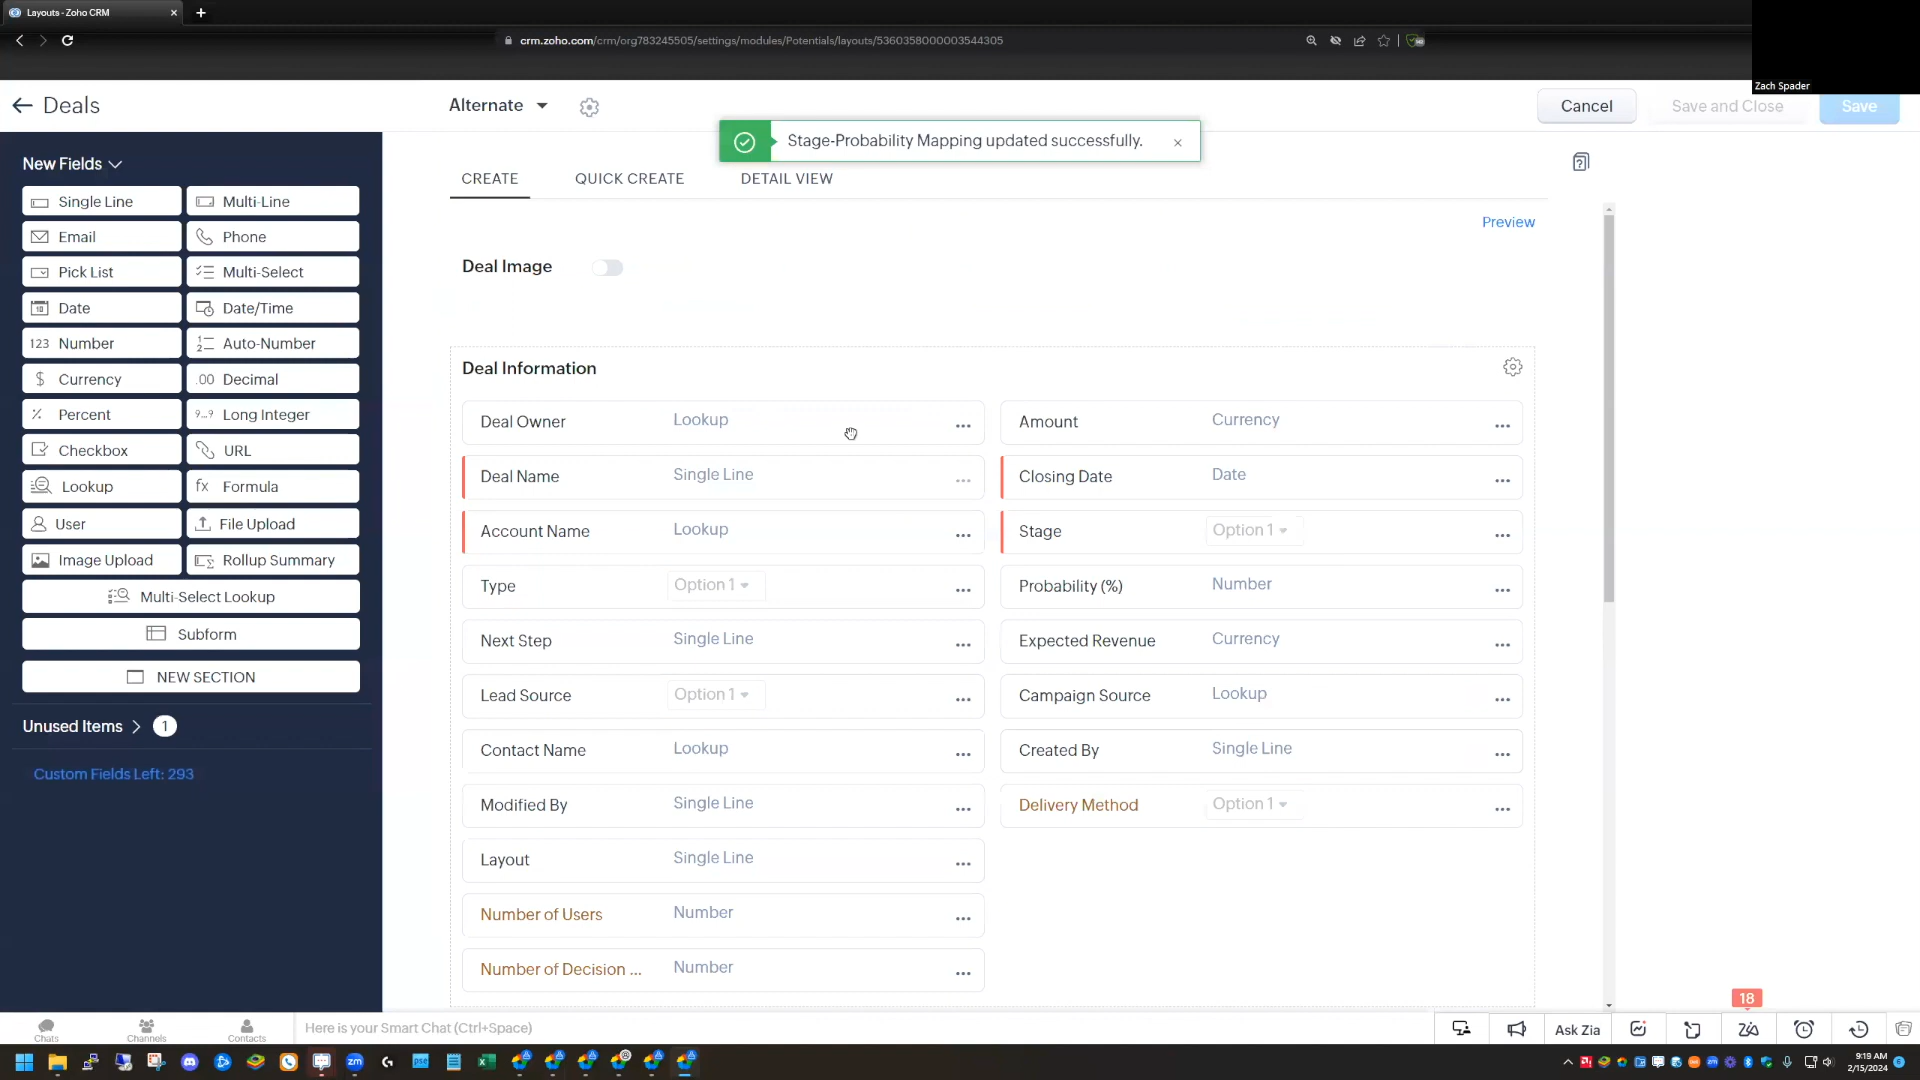 Layouts - Zoho CRM
crm.zoho.com/crm/org783245505/settings/modules/Potentials/layouts/5360358000003544305
Zach Spader
Deals
Alternate
Cancel
Save and Close
Save
Stage-Probability Mapping updated successfully.
New Fields
Single Line
Multi-Line
Email
Phone
Pick List
Multi-Select
Date
Date/Time
123 Number
Auto-Number
$ Currency
.00 Decimal
Percent
9...9 Long Integer
Checkbox
URL
Lookup
fx Formula
User
File Upload
Image Upload
Rollup Summary
Multi-Select Lookup
Subform
NEW SECTION
Unused Items 1
Custom Fields Left: 293
CREATE
QUICK CREATE
DETAIL VIEW
Preview
Deal Image
Deal Information
Deal Owner Lookup
Amount Currency
Deal Name Single Line
Closing Date Date
Account Name Lookup
Stage Option 1
Type Option 1
Probability (%) Number
Next Step Single Line
Expected Revenue Currency
Lead Source Option 1
Campaign Source Lookup
Contact Name Lookup
Created By Single Line
Modified By Single Line
Delivery Method Option 1
Layout Single Line
Number of Users Number
Number of Decision ... Number
18
Chats
Channels
Contacts
Here is your Smart Chat (Ctrl+Space)
Ask Zia
9:19 AM
2/15/2024